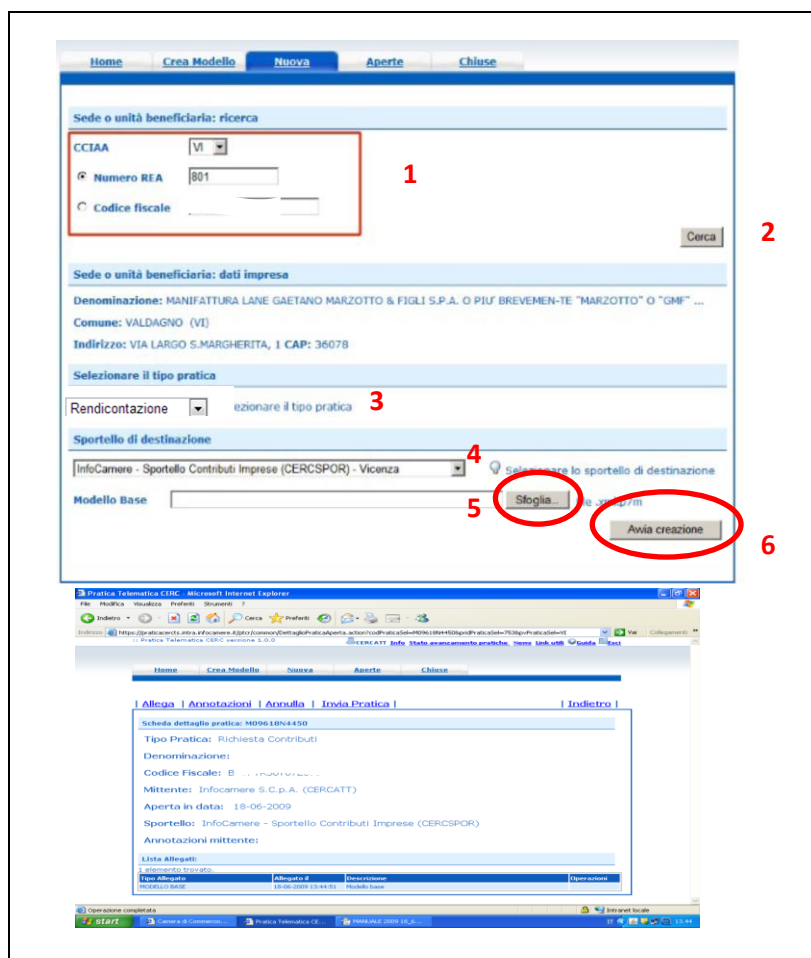 Home Crea Modello Nuova Aperte Chiuse
Sede o unità beneficiaria: ricerca
CCIAA VI
Numero REA 801 1
Codice fiscale
Cerca 2
Sede o unità beneficiaria: dati impresa
Denominazione: MANIFATTURA LANE GAETANO MARZOTTO & FIGLI S.P.A. O PIU' BREVEMEN-TE "MARZOTTO" O "GMF" ...
Comune: VALDAGNO (VI)
Indirizzo: VIA LARGO S.MARGHERITA, 1 CAP: 36078
Selezionare il tipo pratica
Rendicontazione ezionare il tipo pratica 3
Sportello di destinazione
InfoCamere - Sportello Contributi Imprese (CERCSPOR) - Vicenza 4 Selezionare lo sportello di destinazione
Modello Base 5 Sfoglia...
Avvia creazione 6
Pratica Telematica CERC - Microsoft Internet Explorer
File Modifica Visualizza Preferiti Strumenti ?
Indietro Cerca Preferiti
Indirizzo Vai Collegamenti
:: Pratica Telematica CERC versione 1.0.0 CERCATT Info Stato avanzamento pratiche Link utili Guida Esci
Home Crea Modello Nuova Aperte Chiuse
| Allega | Annotazioni | Annulla | Invia Pratica | | Indietro |
Scheda dettaglio pratica: M09618N4450
Tipo Pratica: Richiesta Contributi
Denominazione:
Codice Fiscale: B
Mittente: Infocamere S.C.p.A. (CERCATT)
Aperta in data: 18-06-2009
Sportello: InfoCamere - Sportello Contributi Imprese (CERCSPOR)
Annotazioni mittente:
Lista Allegati:
1 elemento trovato.
Tipo Allegato Allegato il Descrizione Operazioni
MODELLO BASE 18-06-2009 13:44:51 Modello base
Operazione completata Intranet locale
start Camera di Commercio... Pratica Telematica CE... MANUALE 2009 16_6... IT 13.44